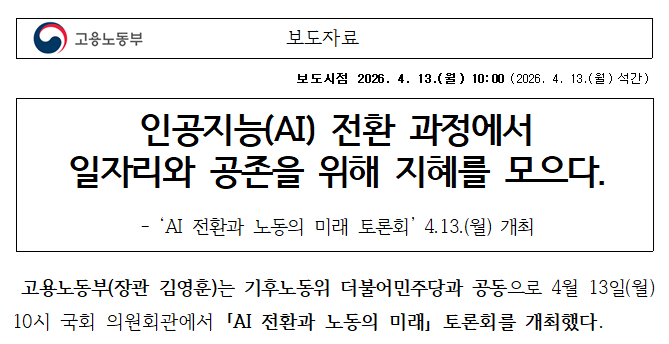 고용노동부 보도자료
보도시점 2026. 4. 13.(월) 10:00 (2026. 4. 13.(월) 석간)
인공지능(AI) 전환 과정에서
일자리와 공존을 위해 지혜를 모으다.
- ‘AI 전환과 노동의 미래 토론회’ 4.13.(월) 개최
고용노동부(장관 김영훈)는 기후노동위 더불어민주당과 공동으로 4월 13일(월)
10시 국회 의원회관에서 「AI 전환과 노동의 미래」 토론회를 개최했다.